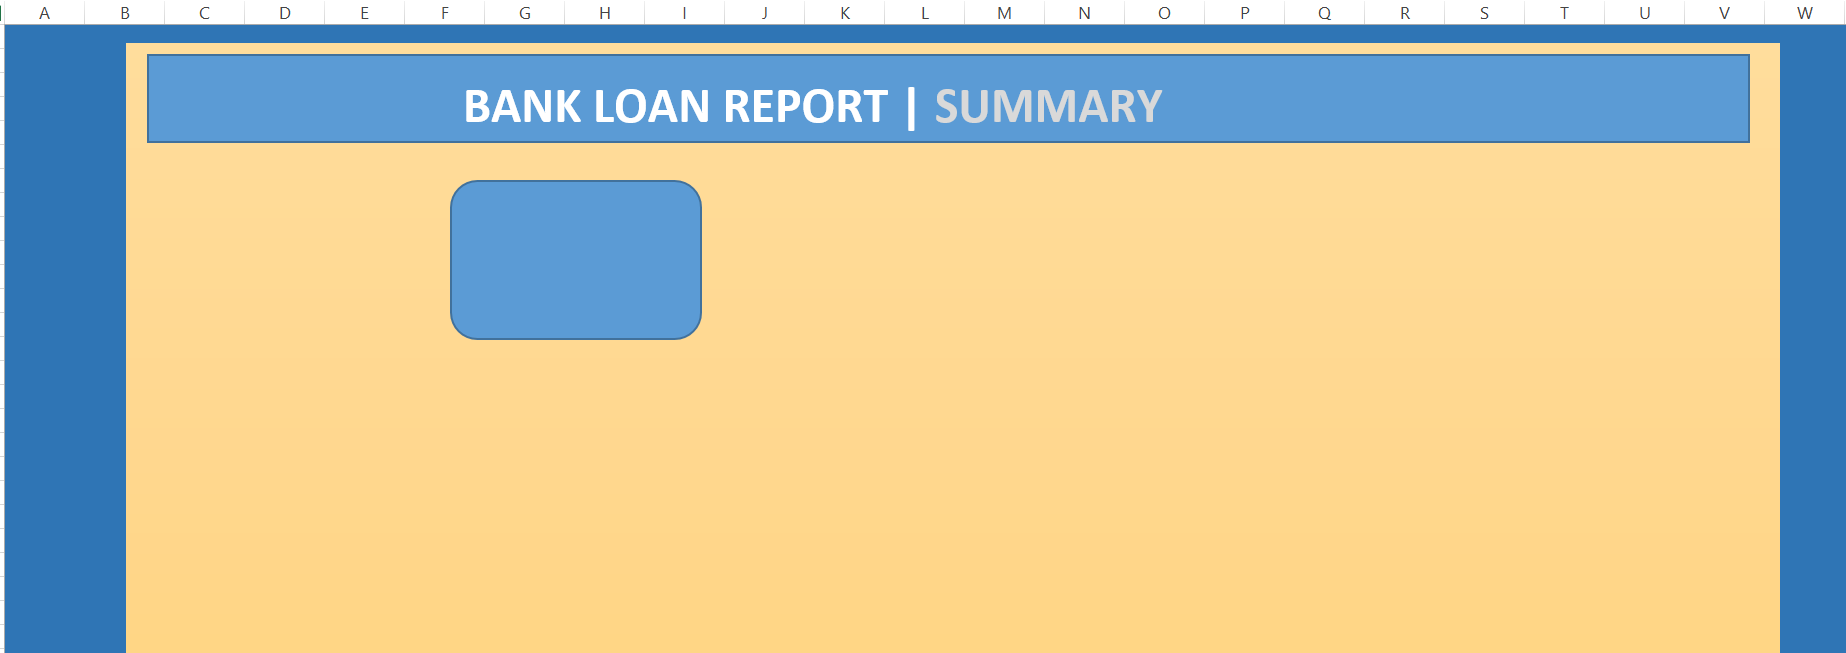 A B C D E F G H I J K L M N O P Q R S T U V W
BANK LOAN REPORT | SUMMARY